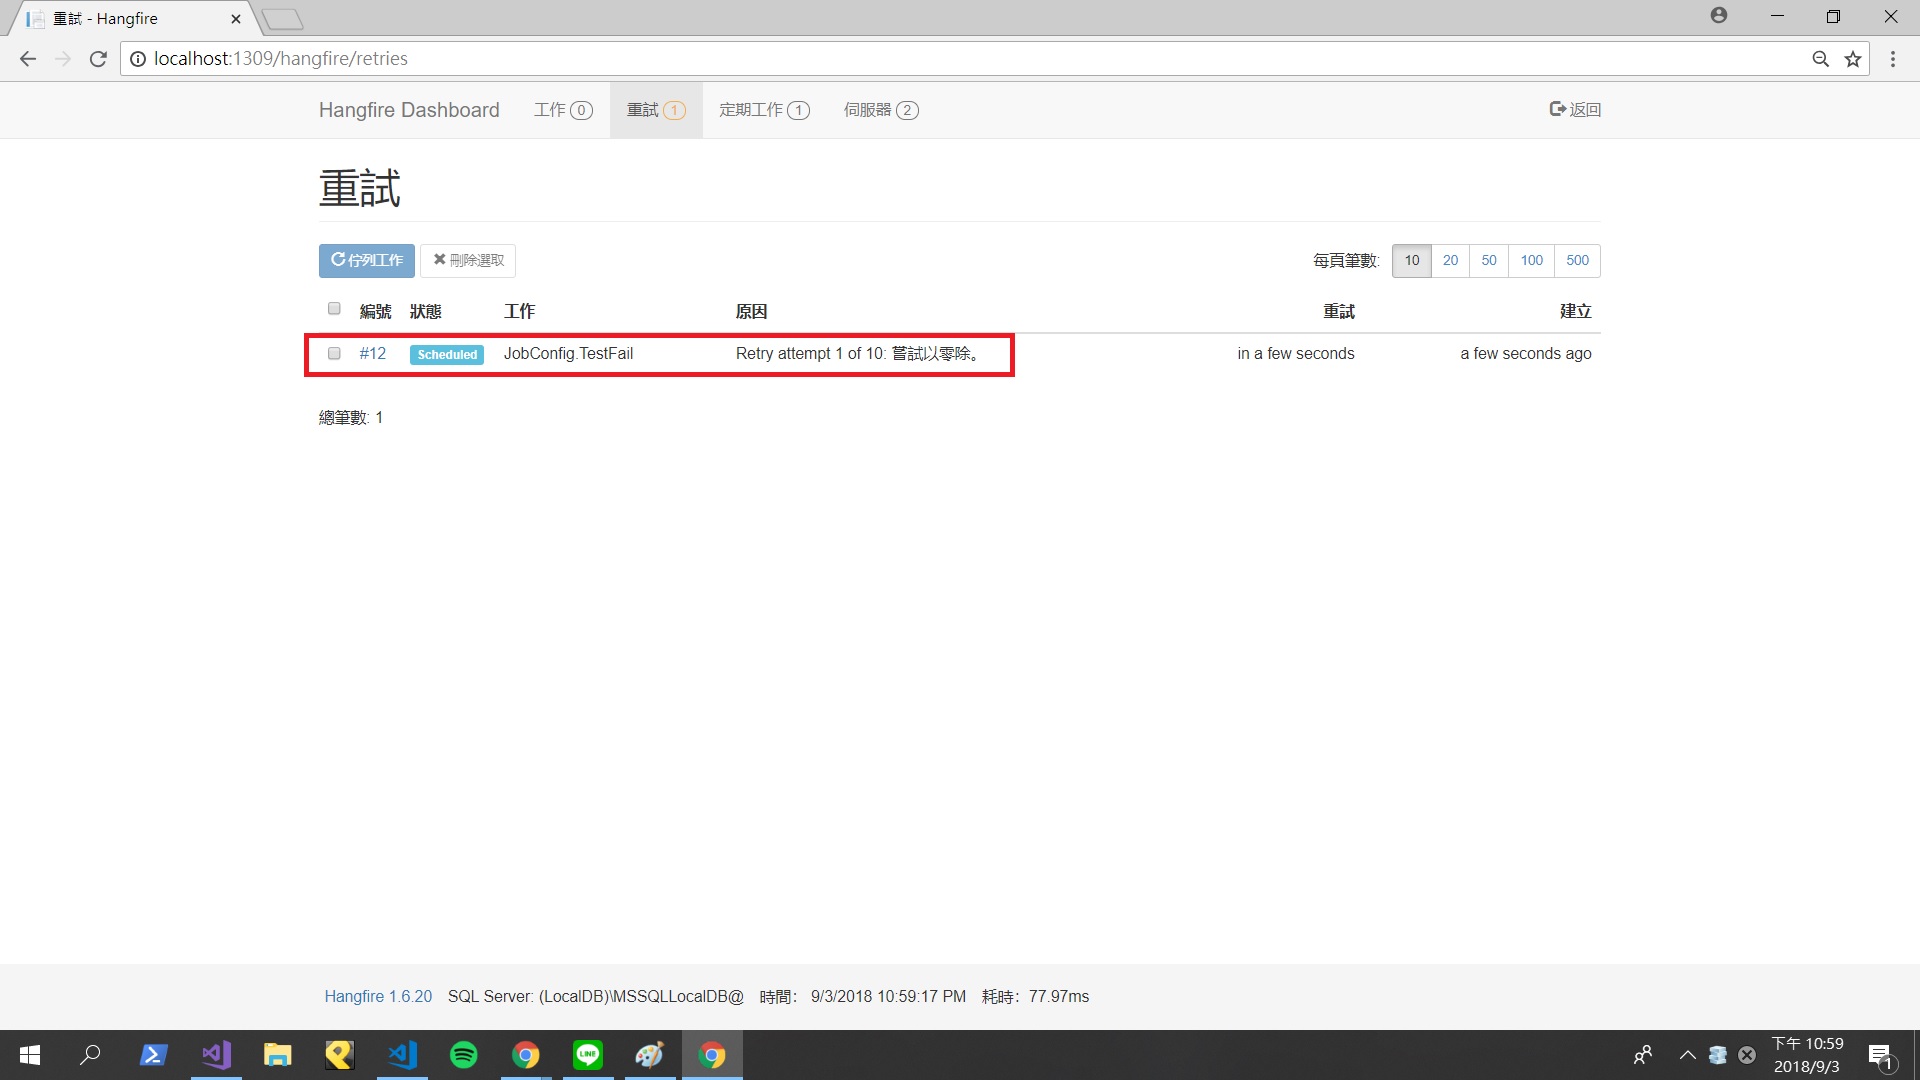 重試 - Hangfire
localhost:1309/hangfire/retries
Hangfire Dashboard 工作 0 重試 1 定期工作 1 伺服器 2 返回
重試
佇列工作 刪除選取 每頁筆數: 10 20 50 100 500
編號 狀態 工作 原因 重試 建立
#12 Scheduled JobConfig.TestFail Retry attempt 1 of 10: 嘗試以零除。 in a few seconds a few seconds ago
總筆數: 1
Hangfire 1.6.20 SQL Server: (LocalDB)\MSSQLLocalDB@ 時間: 9/3/2018 10:59:17 PM 耗時: 77.97ms
LINE
下午 10:59
2018/9/3
1